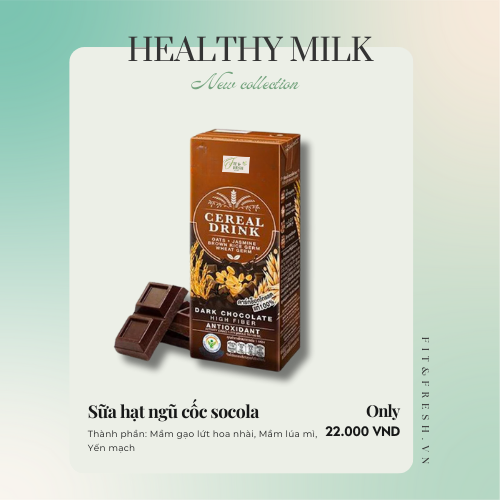 HEALTHY MILK
New collection
CEREAL
DRINK
OATS • JASMINE
BROWN RICE GERM
WHEAT GERM
DARK CHOCOLATE
HIGH FIBER
ANTIOXIDANT
Sữa hạt ngũ cốc socola
Only
Thành phần: Mầm gạo lứt hoa nhài, Mầm lúa mì,
Yến mạch
22.000 VND
FIT&FRESH.VN